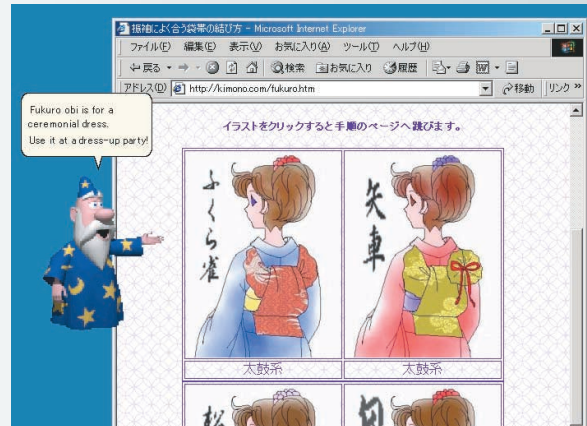 振袖によく合う袋帯の結び方 - Microsoft Internet Explorer
ファイル(F) 編集(E) 表示(V) お気に入り(A) ツール(T) ヘルプ(H)
戻る 検索 お気に入り 履歴
アドレス(D) http://kimono.com/fukuro.htm 移動 リンク »
Fukuro obi is for a
ceremonial dress.
Use it at a dress-up party!
イラストをクリックすると手順のページへ跳びます。
ふくら雀
矢車
太鼓系 太鼓系
松